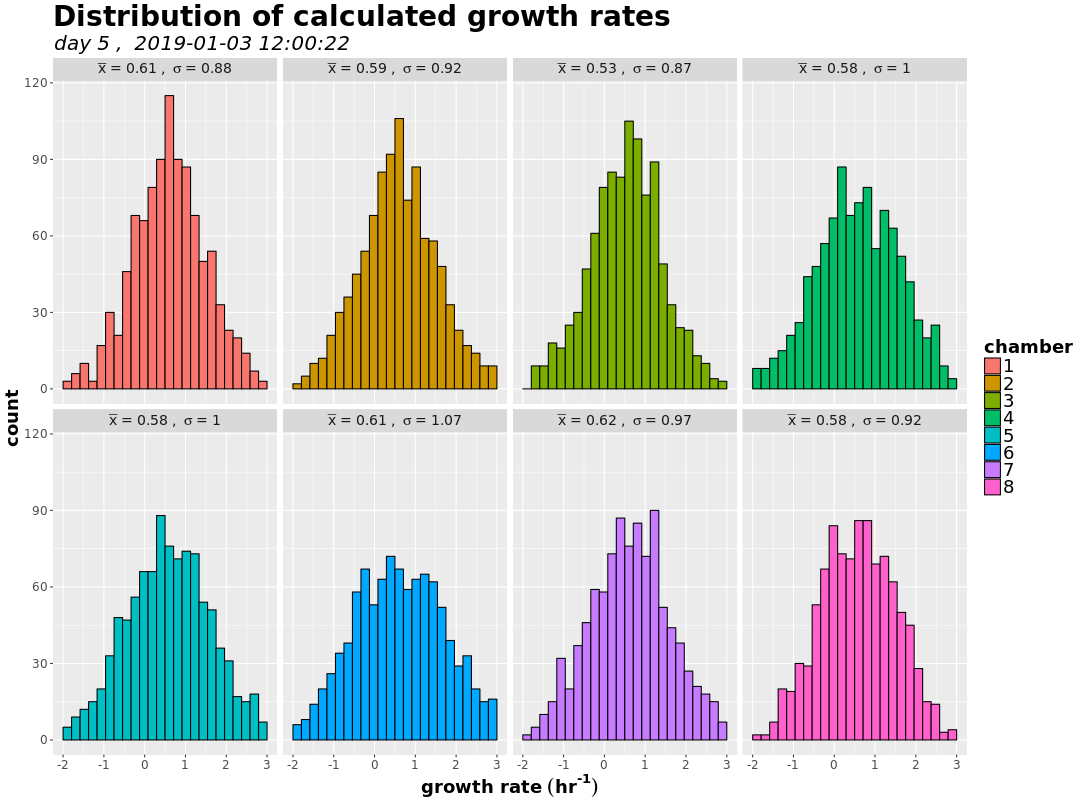 Distribution of calculated growth rates
day 5 ,  2019-01-03 12:00:22
x̅ = 0.61 ,  σ = 0.88
x̅ = 0.59 ,  σ = 0.92
x̅ = 0.53 ,  σ = 0.87
x̅ = 0.58 ,  σ = 1
120
90
60
30
0
x̅ = 0.58 ,  σ = 1
x̅ = 0.61 ,  σ = 1.07
x̅ = 0.62 ,  σ = 0.97
x̅ = 0.58 ,  σ = 0.92
120
90
60
30
0
-2 -1 0 1 2 3 -2 -1 0 1 2 3 -2 -1 0 1 2 3 -2 -1 0 1 2 3
growth rate (hr⁻¹)
count
chamber
1
2
3
4
5
6
7
8